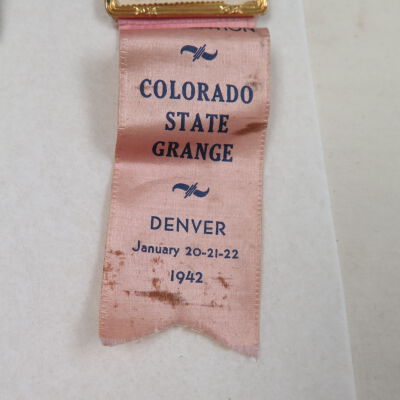 COLORADO
STATE
GRANGE
DENVER
January 20-21-22
1942